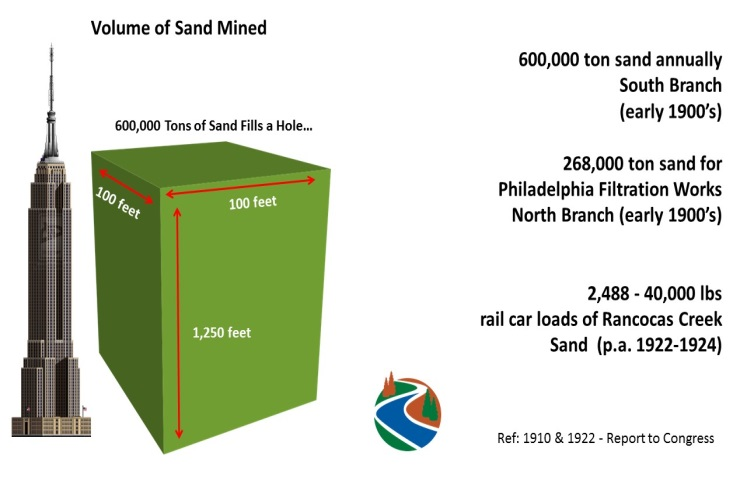 Volume of Sand Mined
600,000 Tons of Sand Fills a Hole...
100 feet
100 feet
1,250 feet
600,000 ton sand annually
South Branch
(early 1900's)
268,000 ton sand for
Philadelphia Filtration Works
North Branch (early 1900's)
2,488 - 40,000 lbs
rail car loads of Rancocas Creek
Sand (p.a. 1922-1924)
Ref: 1910 & 1922 - Report to Congress